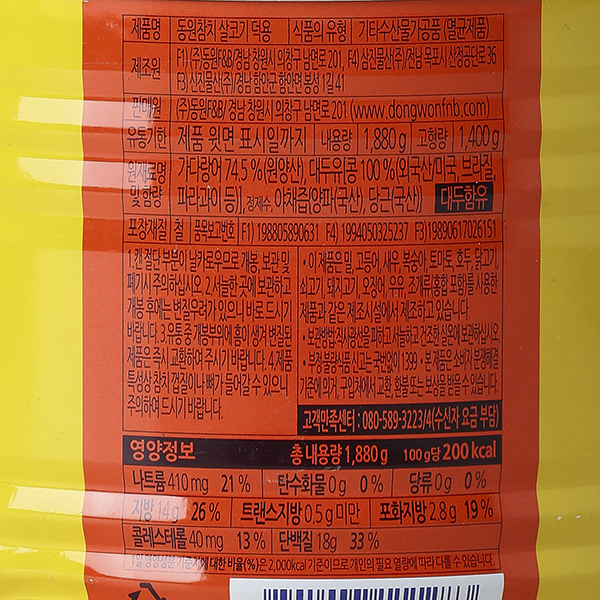 제품명 동원참치 살코기 더욱 식품의 유형 기타수산물가공품 (멸균제품)
제조원 F1) (주)동원F&B/경남 창원시 의창구 남면로 201, F4) 삼진물산(주)/전남 목포시 산정공단로 36
F3) 신진물산(주)/경남 함안군 함안면 봉성1길 41
판매원 (주)동원F&B/경남 창원시 의창구 남면로 201 (www.dongwonfnb.com)
유통기한 제품 윗면 표시일까지 내용량 1,880 g 고형량 1,400 g
원재료명 및 함량 가다랑어 74.5 % (원양산), 대두유[콩 100 % (외국산/미국, 브라질,
파라과이 등)], 정제수, 야채즙[양파(국산), 당근(국산)] 대두함유
포장재질 철 품목보고번호 F1) 198805890631 F4) 1994050325237 F3) 19890617026151
1.캔 절단 부분이 날카로우므로 개봉, 보관 및
폐기시 주의하십시오. 2.서늘한 곳에 보관하고
개봉 후에는 변질 우려가 있으니 바로 드시기
바랍니다. 3.유통 중 개봉부위에 흠이 생겨 변질된
제품은 즉시 교환하여 주시기 바랍니다. 4.제품
특성상 참치 껍질이나 뼈가 들어갈 수 있으니
주의하여 드시기 바랍니다.
• 이 제품은 밀, 고등어, 새우, 복숭아, 토마토, 호두, 닭고기,
쇠고기, 돼지고기, 오징어, 우유, 조개류(홍합 포함)를 사용한
제품과 같은 제조시설에서 제조하고 있습니다.
• 보관방법:직사광선을 피하고 서늘하고 건조한 실온에 보관하십시오.
• 부정·불량식품 신고는 국번없이 1399 • 본 제품은 소비자 분쟁해결
기준에 의거, 구입처에서 교환, 환불 또는 보상을 받을 수 있습니다.
고객만족센터 : 080-589-3223/4(수신자 요금 부담)
영양정보 총 내용량 1,880 g 100 g당 200 kcal
나트륨 410 mg 21 % 탄수화물 0 g 0 % 당류 0 g 0 %
지방 14 g 26 % 트랜스지방 0.5 g 미만 포화지방 2.8 g 19 %
콜레스테롤 40 mg 13 % 단백질 18 g 33 %
1일 영양성분 기준치에 대한 비율(%)은 2,000 kcal 기준이므로 개인의 필요 열량에 따라 다를 수 있습니다.